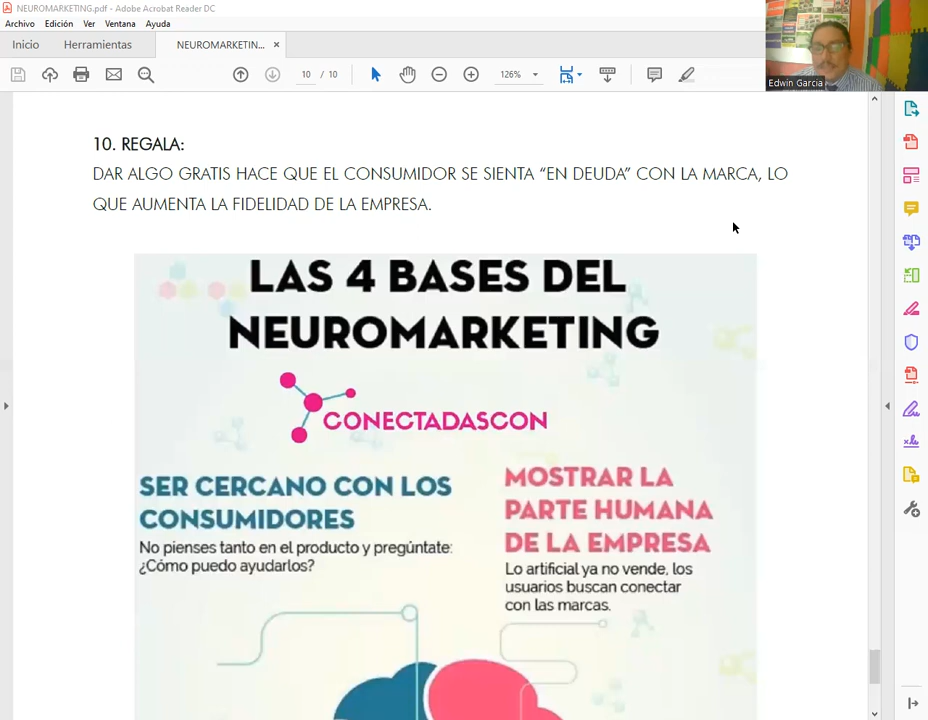 NEUROMARKETING.pdf - Adobe Acrobat Reader DC
Archivo Edición Ver Ventana Ayuda
Inicio Herramientas NEUROMARKETIN... ×
10 / 10 126%
Edwin Garcia
10. REGALA:
DAR ALGO GRATIS HACE QUE EL CONSUMIDOR SE SIENTA “EN DEUDA” CON LA MARCA, LO
QUE AUMENTA LA FIDELIDAD DE LA EMPRESA.
LAS 4 BASES DEL
NEUROMARKETING
CONECTADASCON
SER CERCANO CON LOS
CONSUMIDORES
No pienses tanto en el producto y pregúntate:
¿Cómo puedo ayudarlos?
MOSTRAR LA
PARTE HUMANA
DE LA EMPRESA
Lo artificial ya no vende, los
usuarios buscan conectar
con las marcas.